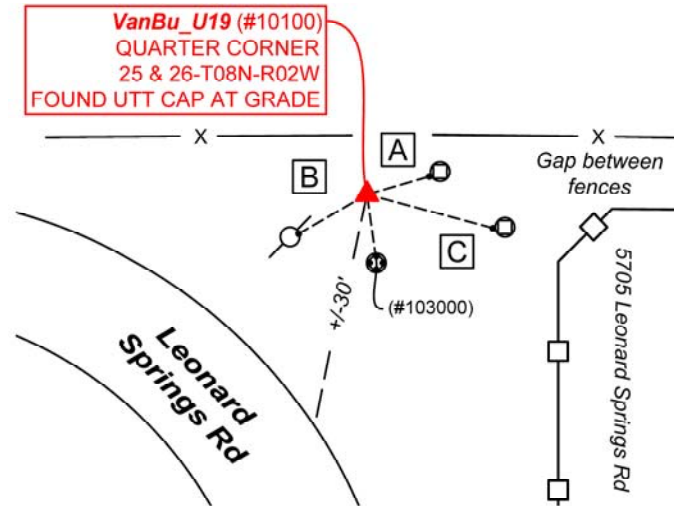 VanBu_U19 (#10100)
QUARTER CORNER
25 & 26-T08N-R02W
FOUND UTT CAP AT GRADE
X
X
A
Gap between
fences
B
C
+/-30'
(#103000)
5705 Leonard Springs Rd
Leonard
Springs Rd